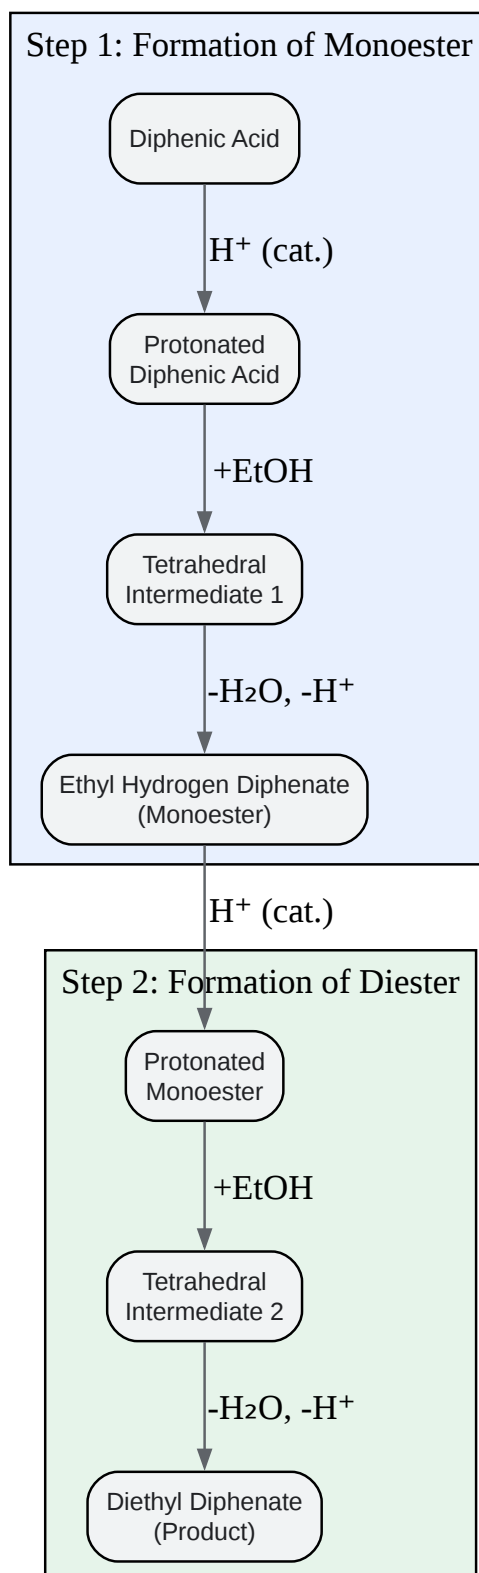 Step 1: Formation of Monoester
Diphenic Acid
H⁺ (cat.)
Protonated
Diphenic Acid
+EtOH
Tetrahedral
Intermediate 1
-H₂O, -H⁺
Ethyl Hydrogen Diphenate
(Monoester)
H⁺ (cat.)
Step 2: Formation of Diester
Protonated
Monoester
+EtOH
Tetrahedral
Intermediate 2
-H₂O, -H⁺
Diethyl Diphenate
(Product)